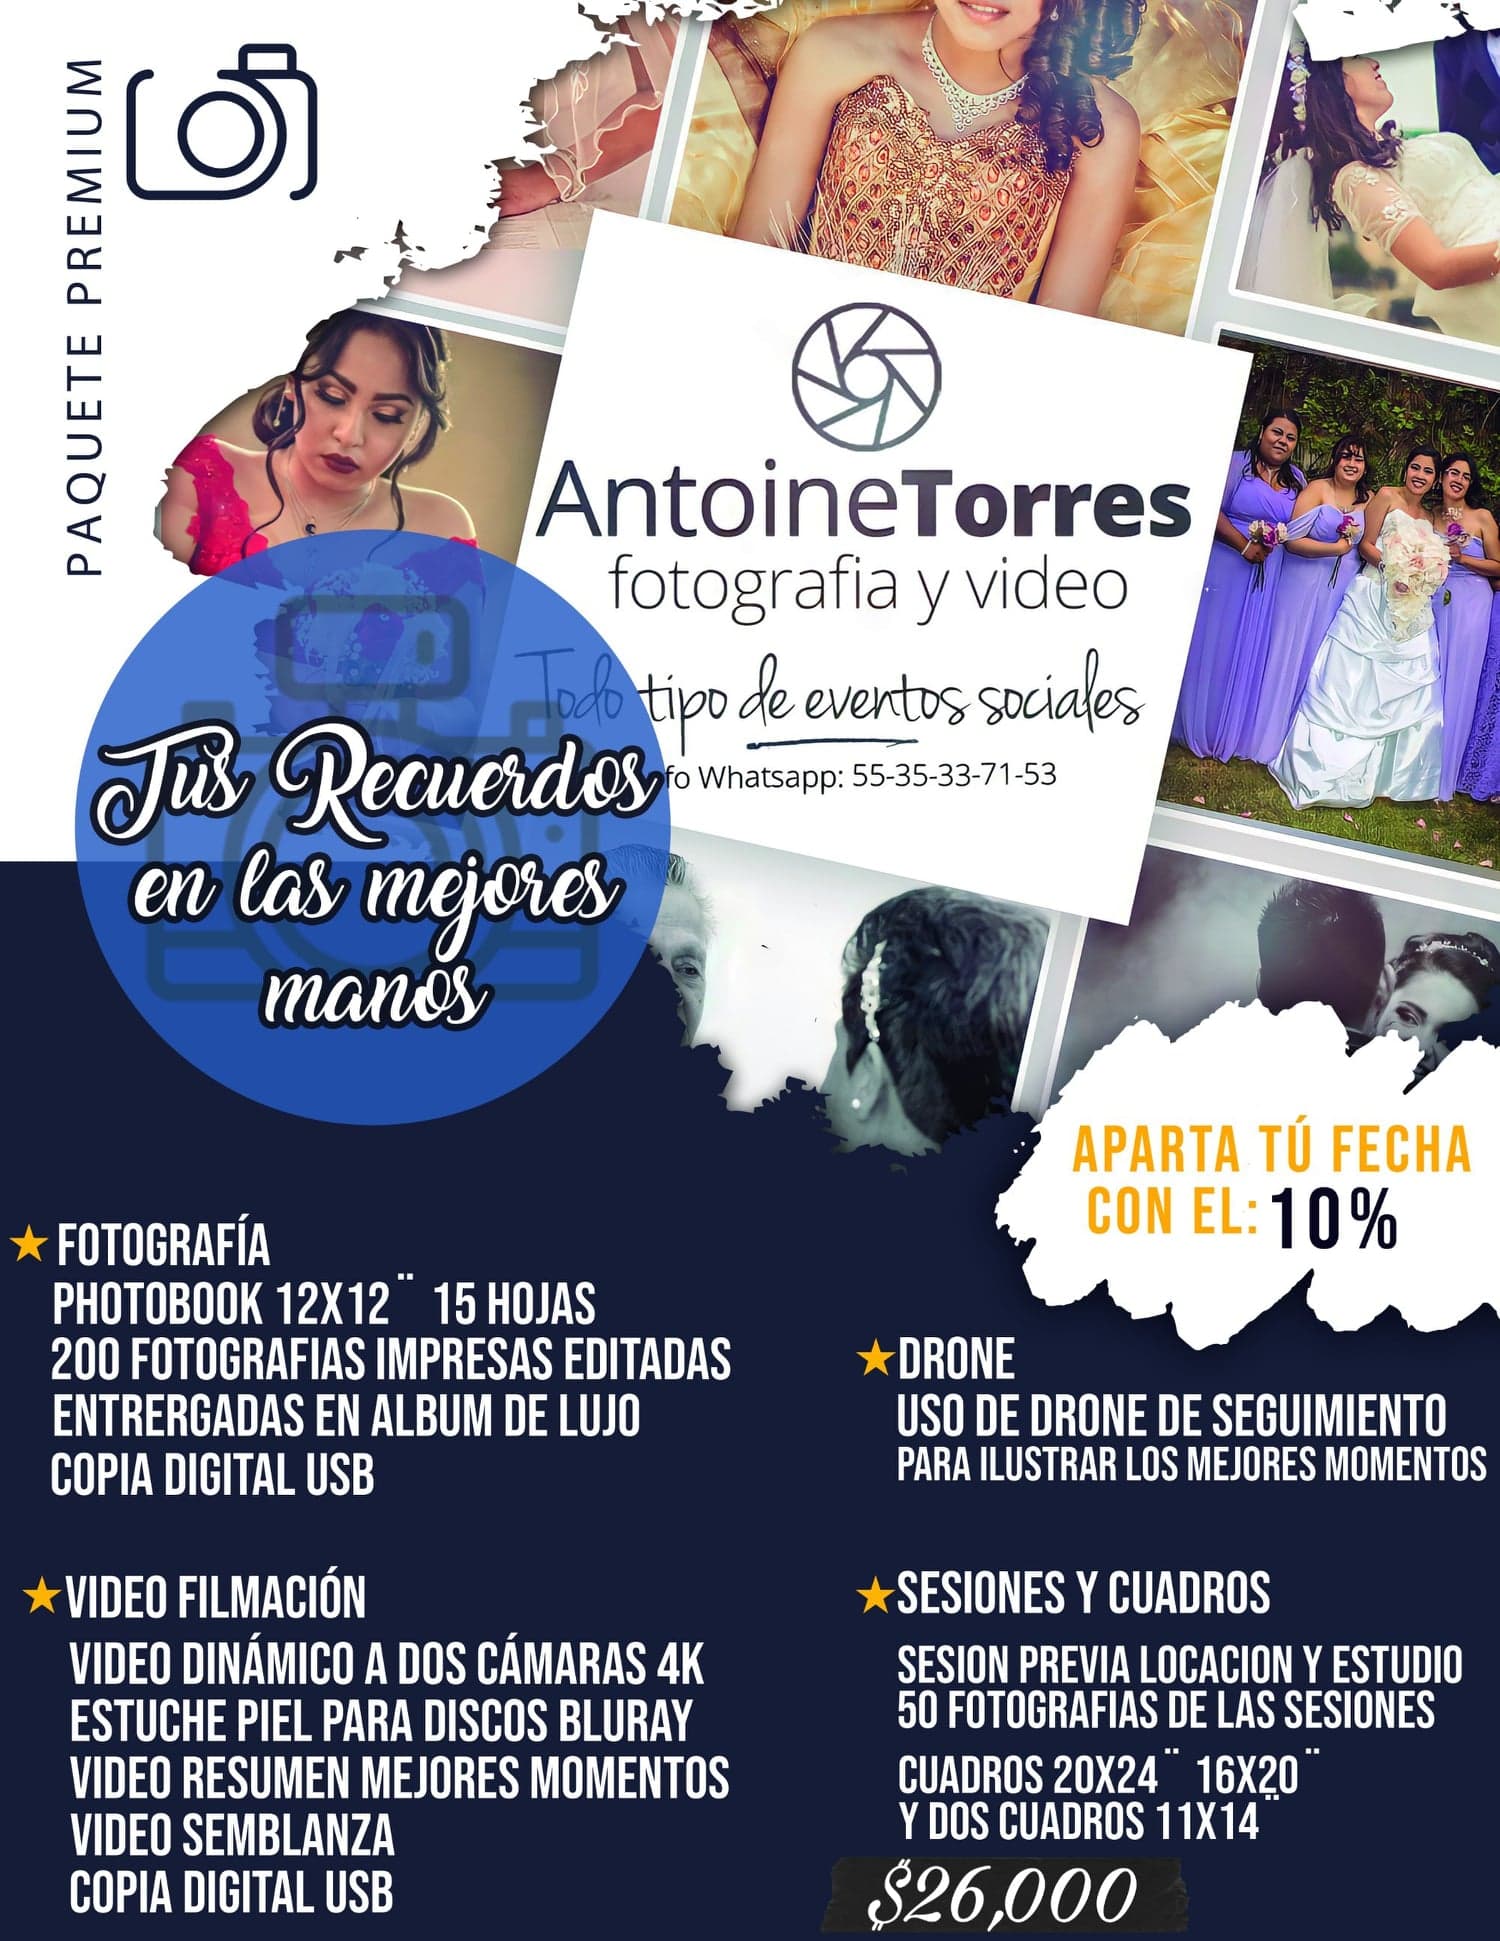 PAQUETE PREMIUM
AntoineTorres
fotografia y video
Todo tipo de eventos sociales
fo Whatsapp: 55-35-33-71-53
Tus Recuerdos
en las mejores
manos
APARTA TÚ FECHA
CON EL: 10%
FOTOGRAFÍA
PHOTOBOOK 12X12¨ 15 HOJAS
200 FOTOGRAFIAS IMPRESAS EDITADAS
ENTRERGADAS EN ALBUM DE LUJO
COPIA DIGITAL USB
VIDEO FILMACIÓN
VIDEO DINÁMICO A DOS CÁMARAS 4K
ESTUCHE PIEL PARA DISCOS BLURAY
VIDEO RESUMEN MEJORES MOMENTOS
VIDEO SEMBLANZA
COPIA DIGITAL USB
DRONE
USO DE DRONE DE SEGUIMIENTO
PARA ILUSTRAR LOS MEJORES MOMENTOS
SESIONES Y CUADROS
SESION PREVIA LOCACION Y ESTUDIO
50 FOTOGRAFIAS DE LAS SESIONES
CUADROS 20X24¨ 16X20¨
Y DOS CUADROS 11X14¨
$26,000